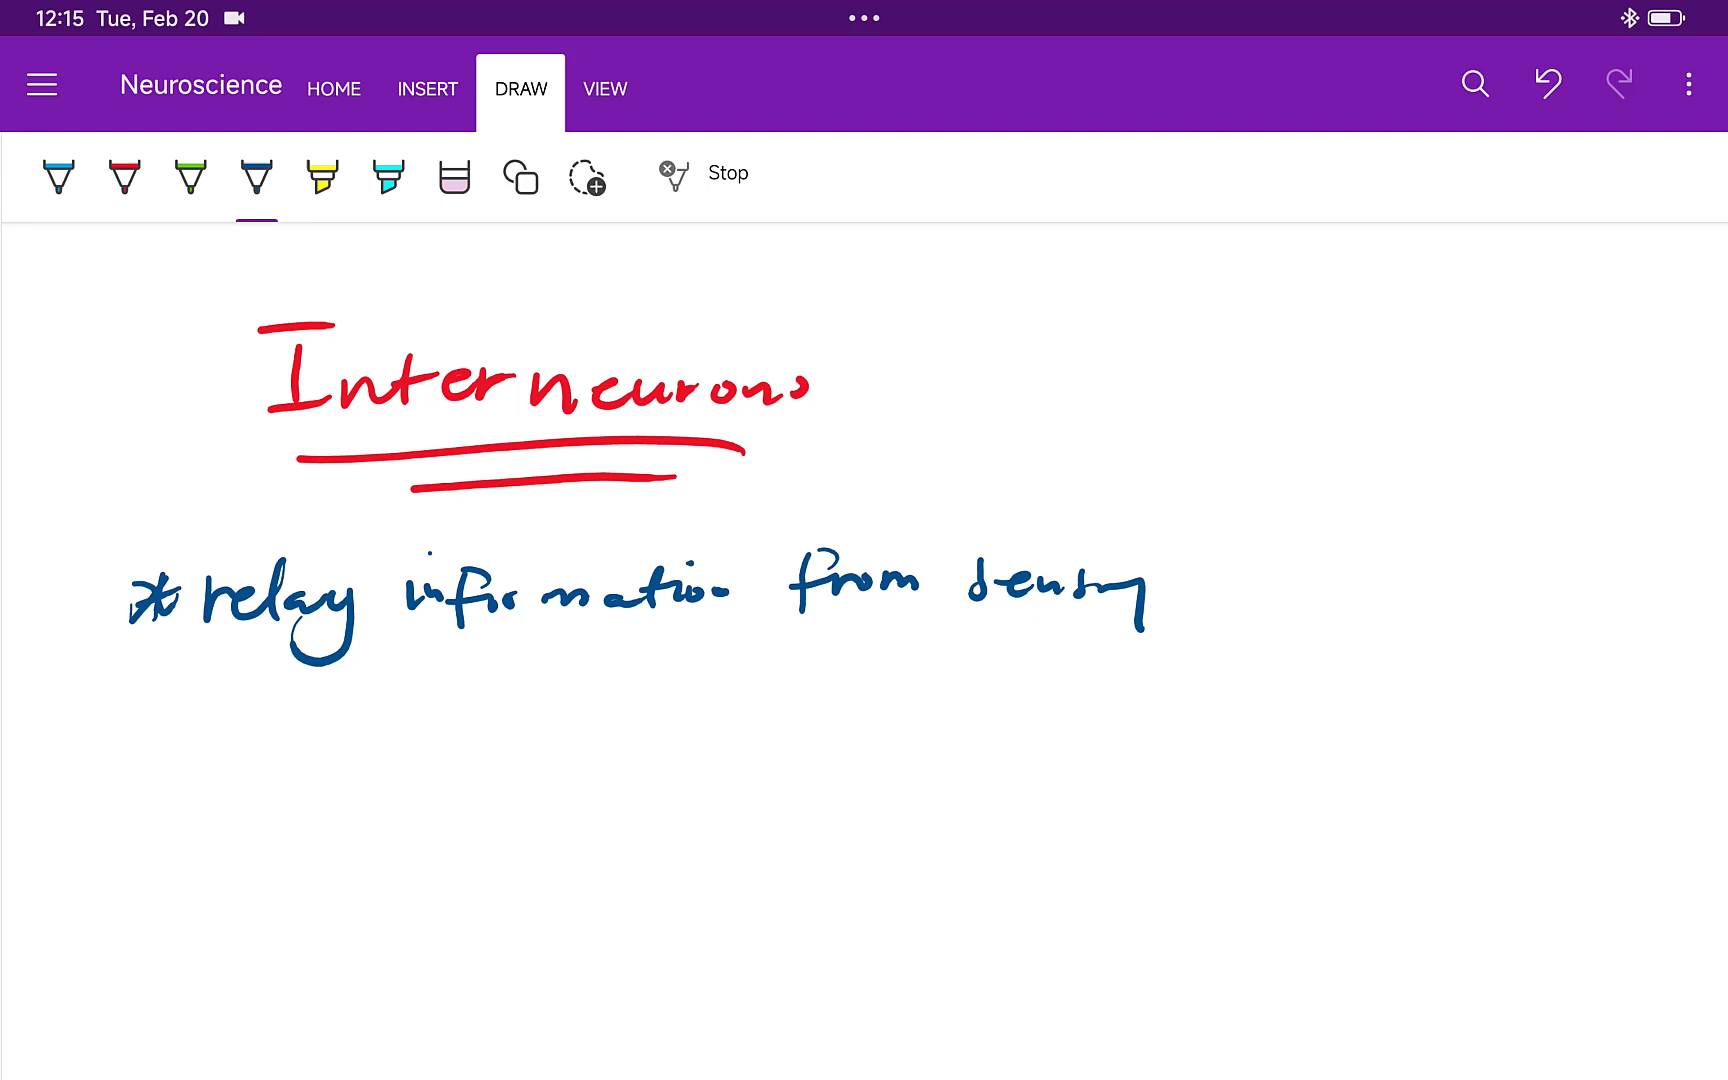 12:15 Tue, Feb 20
Neuroscience HOME INSERT DRAW VIEW
Stop
Interneurons
* relay information from sensory